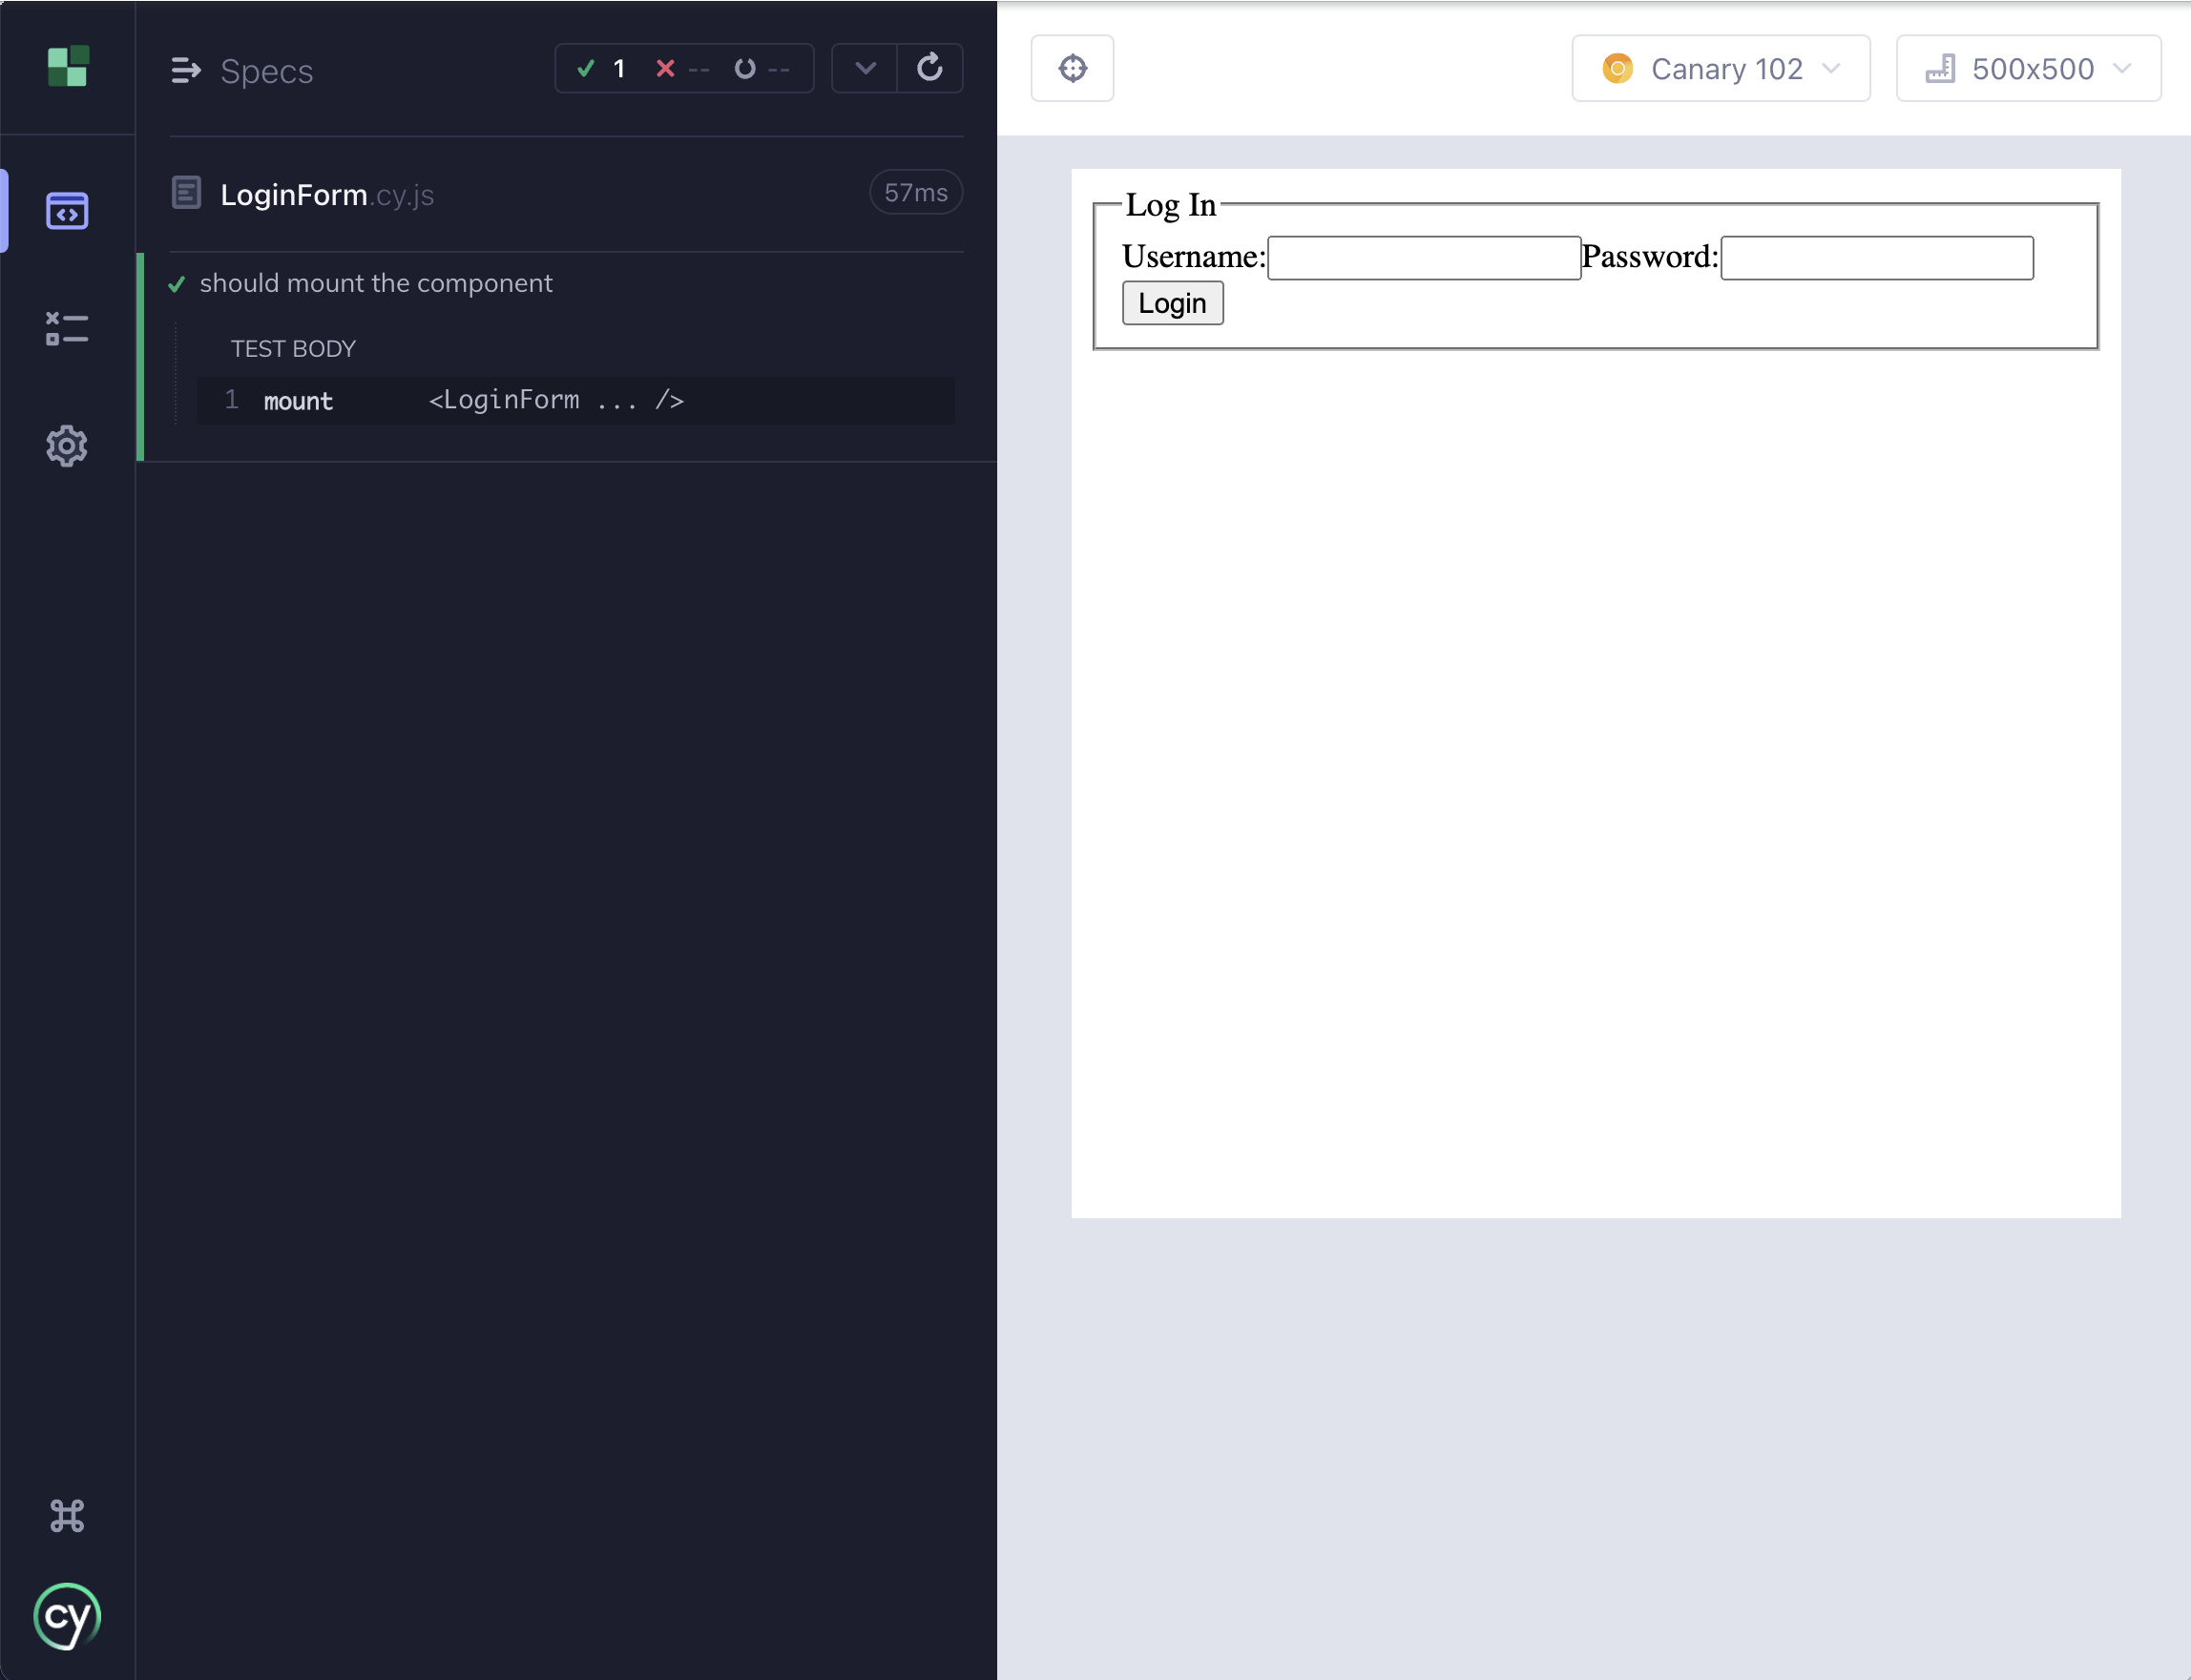 Specs
1 -- --
LoginForm.cy.js 57ms
should mount the component
TEST BODY
1 mount <LoginForm ... />
cy
Canary 102
500x500
Log In
Username: Password:
Login